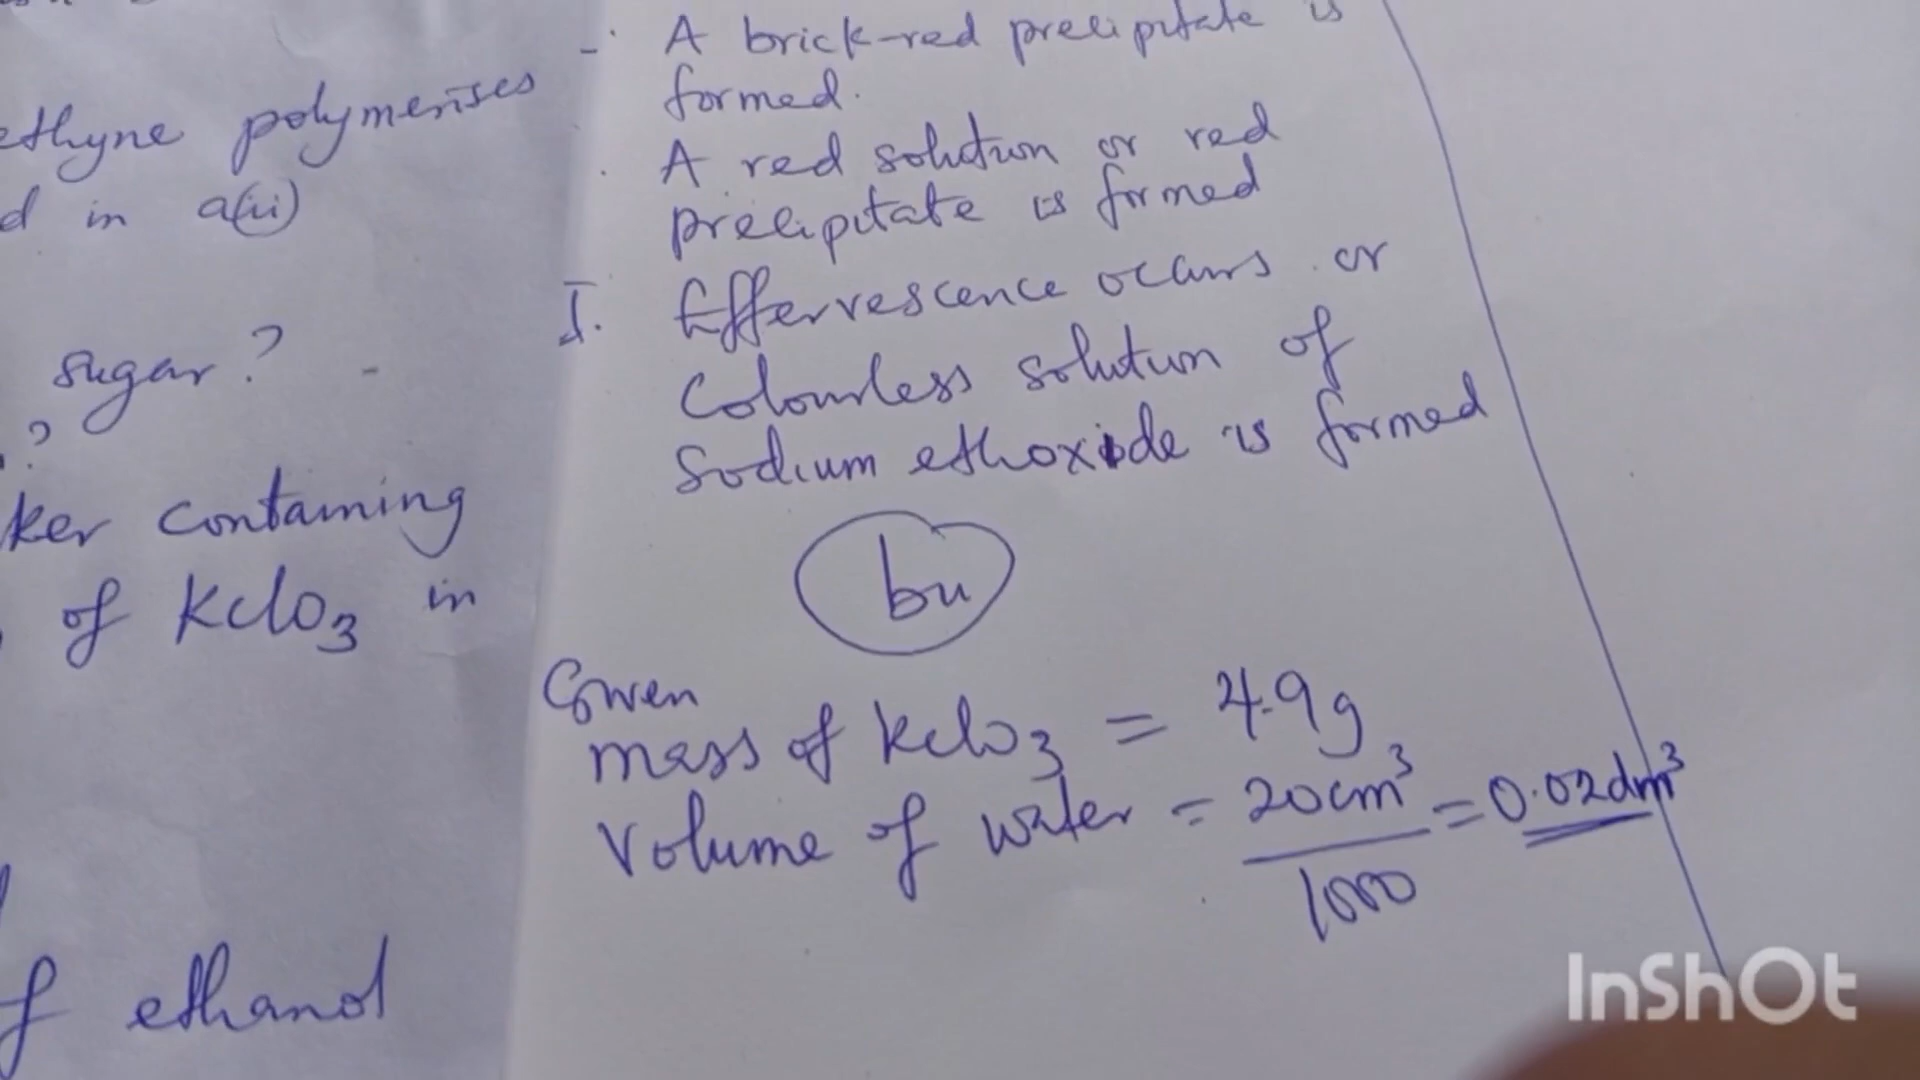 ethyne polymerises
d in a(ii)
sugar? -
?
ker containing
of KClO3 in
f ethanol
- A brick-red precipitate is
formed.
. A red solution or red
precipitate is formed
I. Effervescence occurs or
Colourless solution of
Sodium ethoxide is formed
bii
Given
mass of KClO3 = 4.9g
Volume of water = 20cm³ = 0.02dm³
1000
InShOt